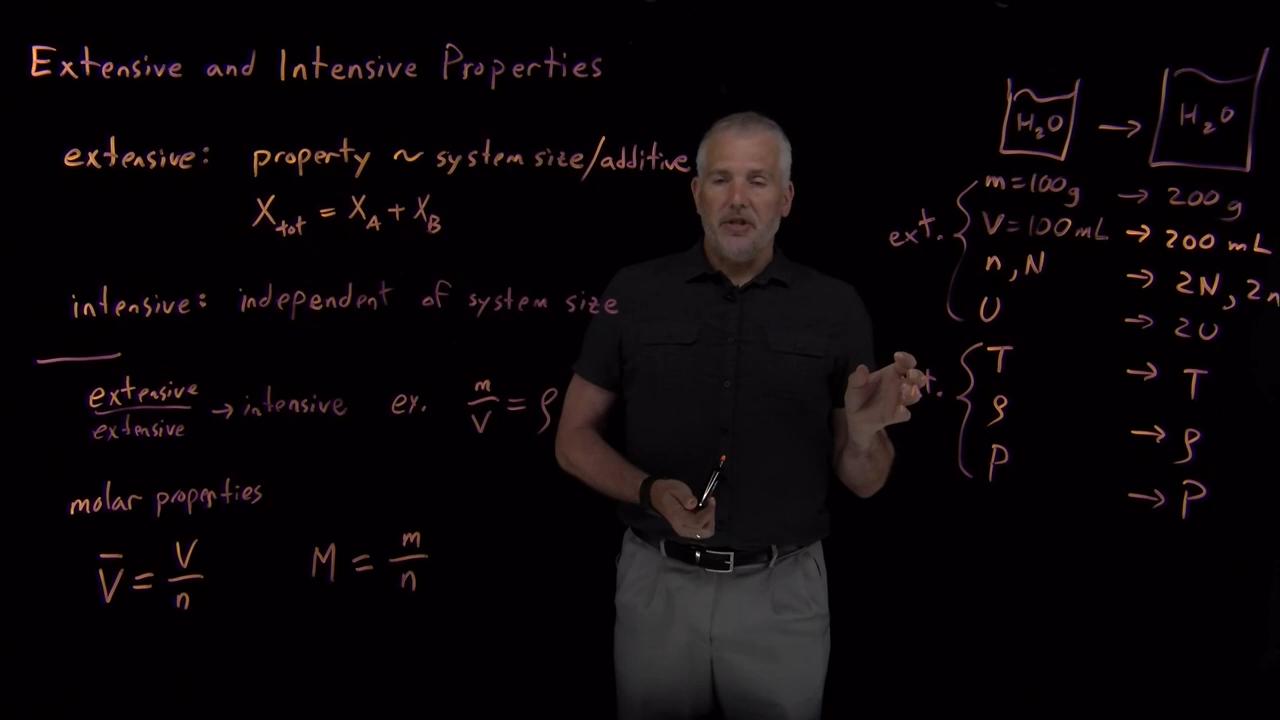 Extensive and Intensive Properties
extensive: property ~ system size/additive
X_tot = X_A + X_B
intensive: independent of system size
extensive/extensive → intensive ex. m/V = ρ
molar properties
V̄ = V/n M = m/n
H₂O → H₂O
ext.
m = 100g → 200g
V = 100 mL → 200 mL
n, N → 2N, 2n
U → 2U
T → T
ρ → ρ
P → P